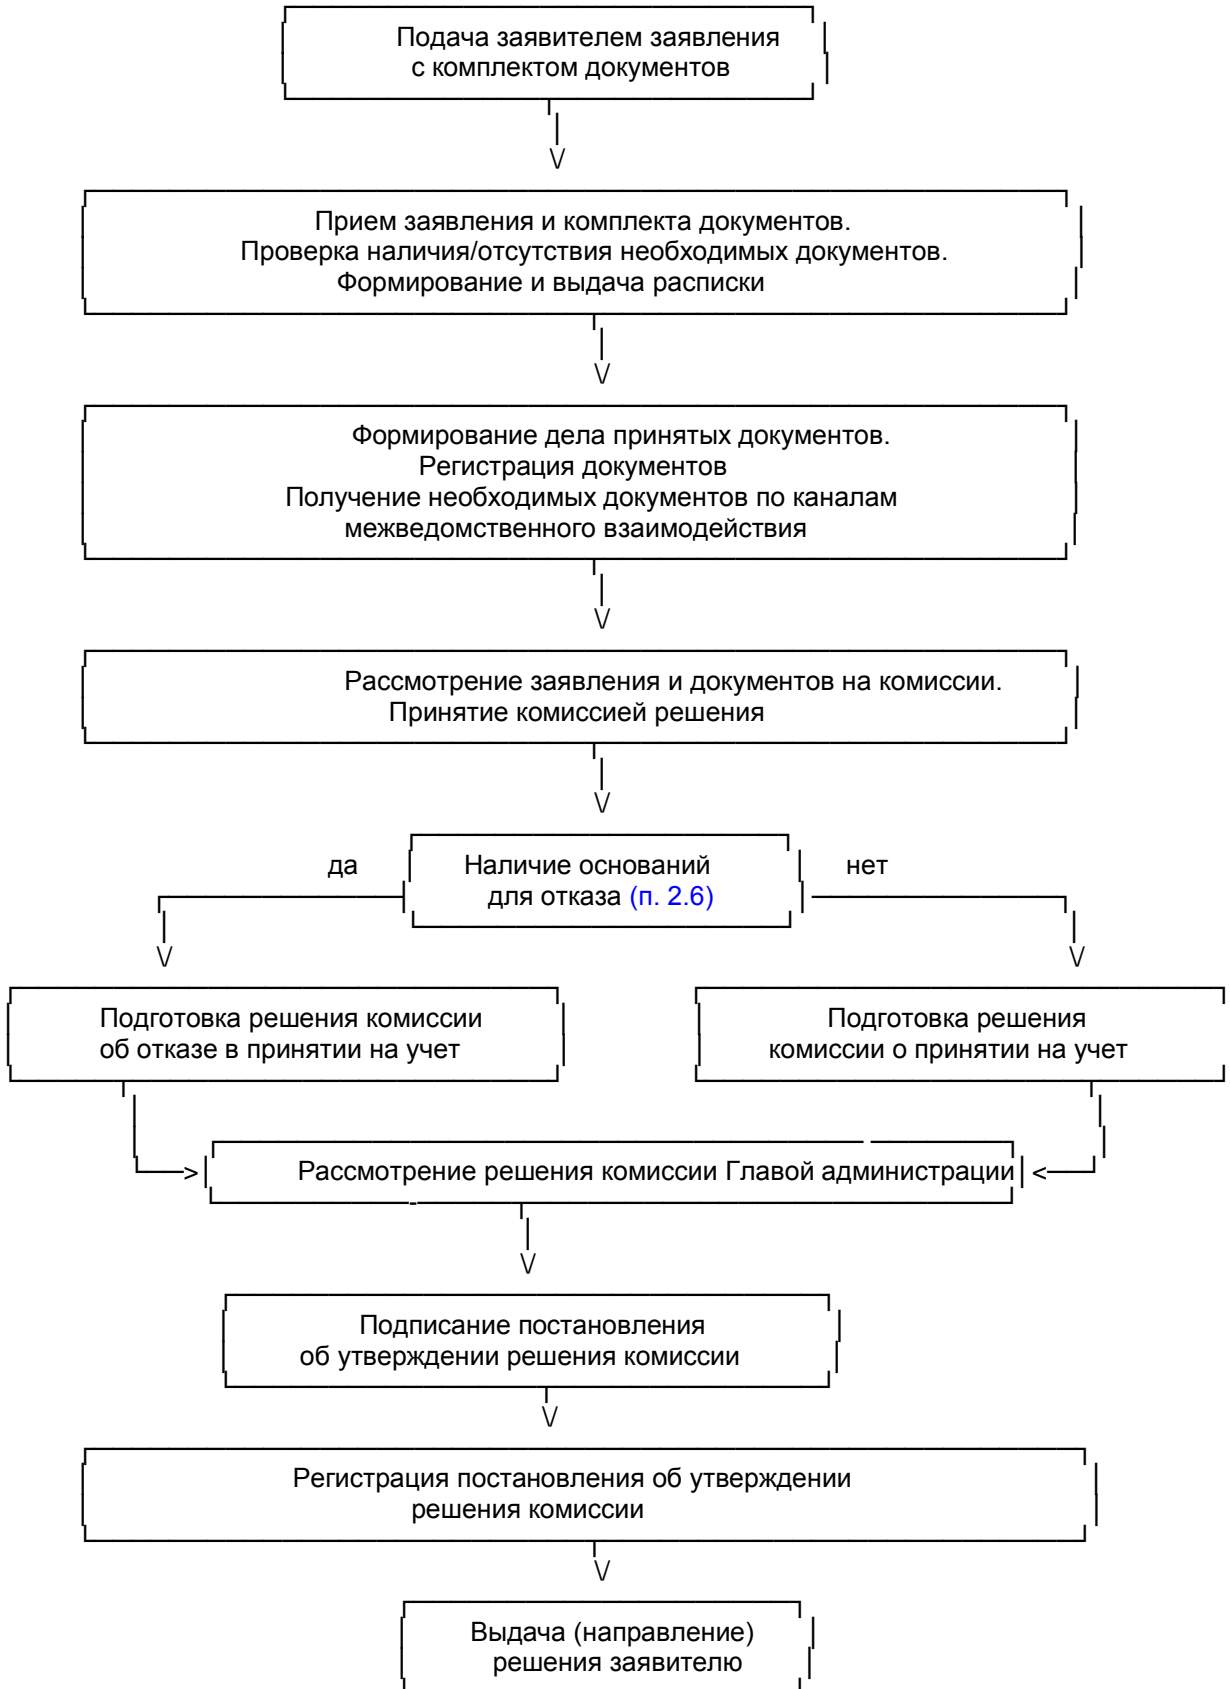 Подача заявителем заявления
с комплектом документов
Прием заявления и комплекта документов.
Проверка наличия/отсутствия необходимых документов.
Формирование и выдача расписки
Формирование дела принятых документов.
Регистрация документов
Получение необходимых документов по каналам
межведомственного взаимодействия
Рассмотрение заявления и документов на комиссии.
Принятие комиссией решения
да
Наличие оснований
для отказа (п. 2.6)
нет
Подготовка решения комиссии
об отказе в принятии на учет
Подготовка решения
комиссии о принятии на учет
Рассмотрение решения комиссии Главой администрации
Подписание постановления
об утверждении решения комиссии
Регистрация постановления об утверждении
решения комиссии
Выдача (направление)
решения заявителю